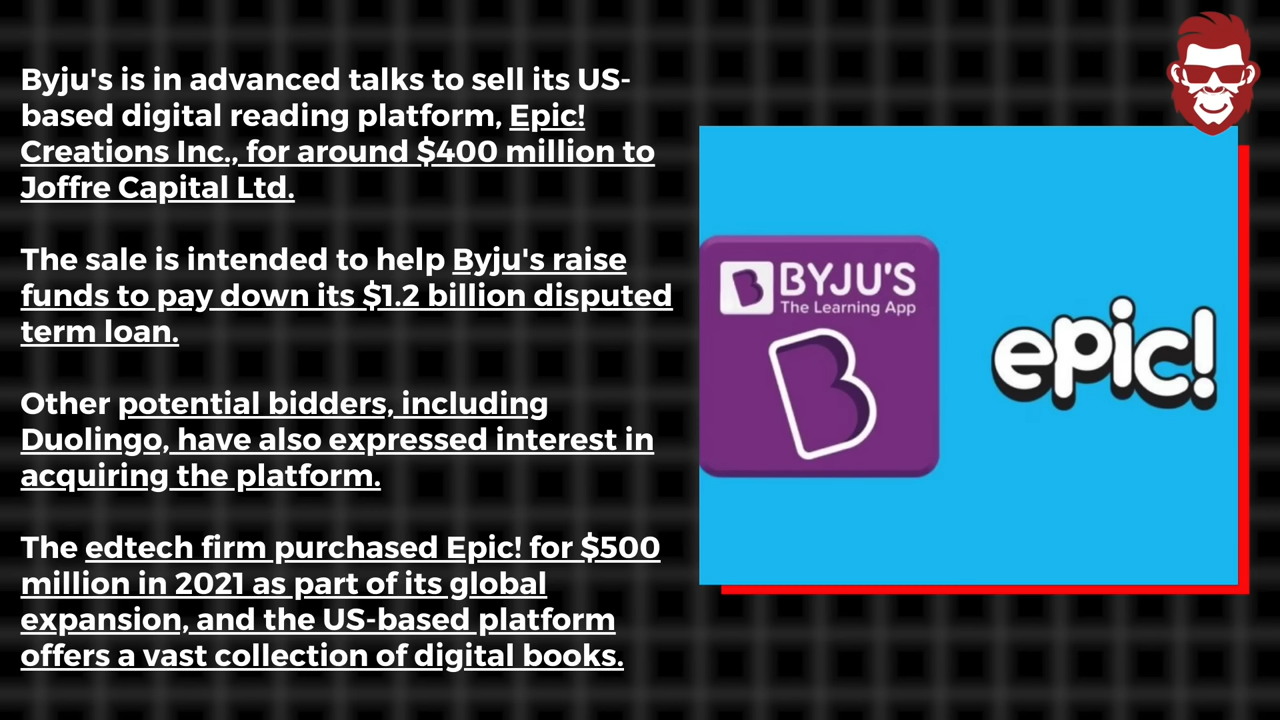 Byju's is in advanced talks to sell its US-
based digital reading platform, Epic!
Creations Inc., for around $400 million to
Joffre Capital Ltd.
The sale is intended to help Byju's raise
funds to pay down its $1.2 billion disputed
term loan.
Other potential bidders, including
Duolingo, have also expressed interest in
acquiring the platform.
The edtech firm purchased Epic! for $500
million in 2021 as part of its global
expansion, and the US-based platform
offers a vast collection of digital books.
BYJU'S
The Learning App
epic!